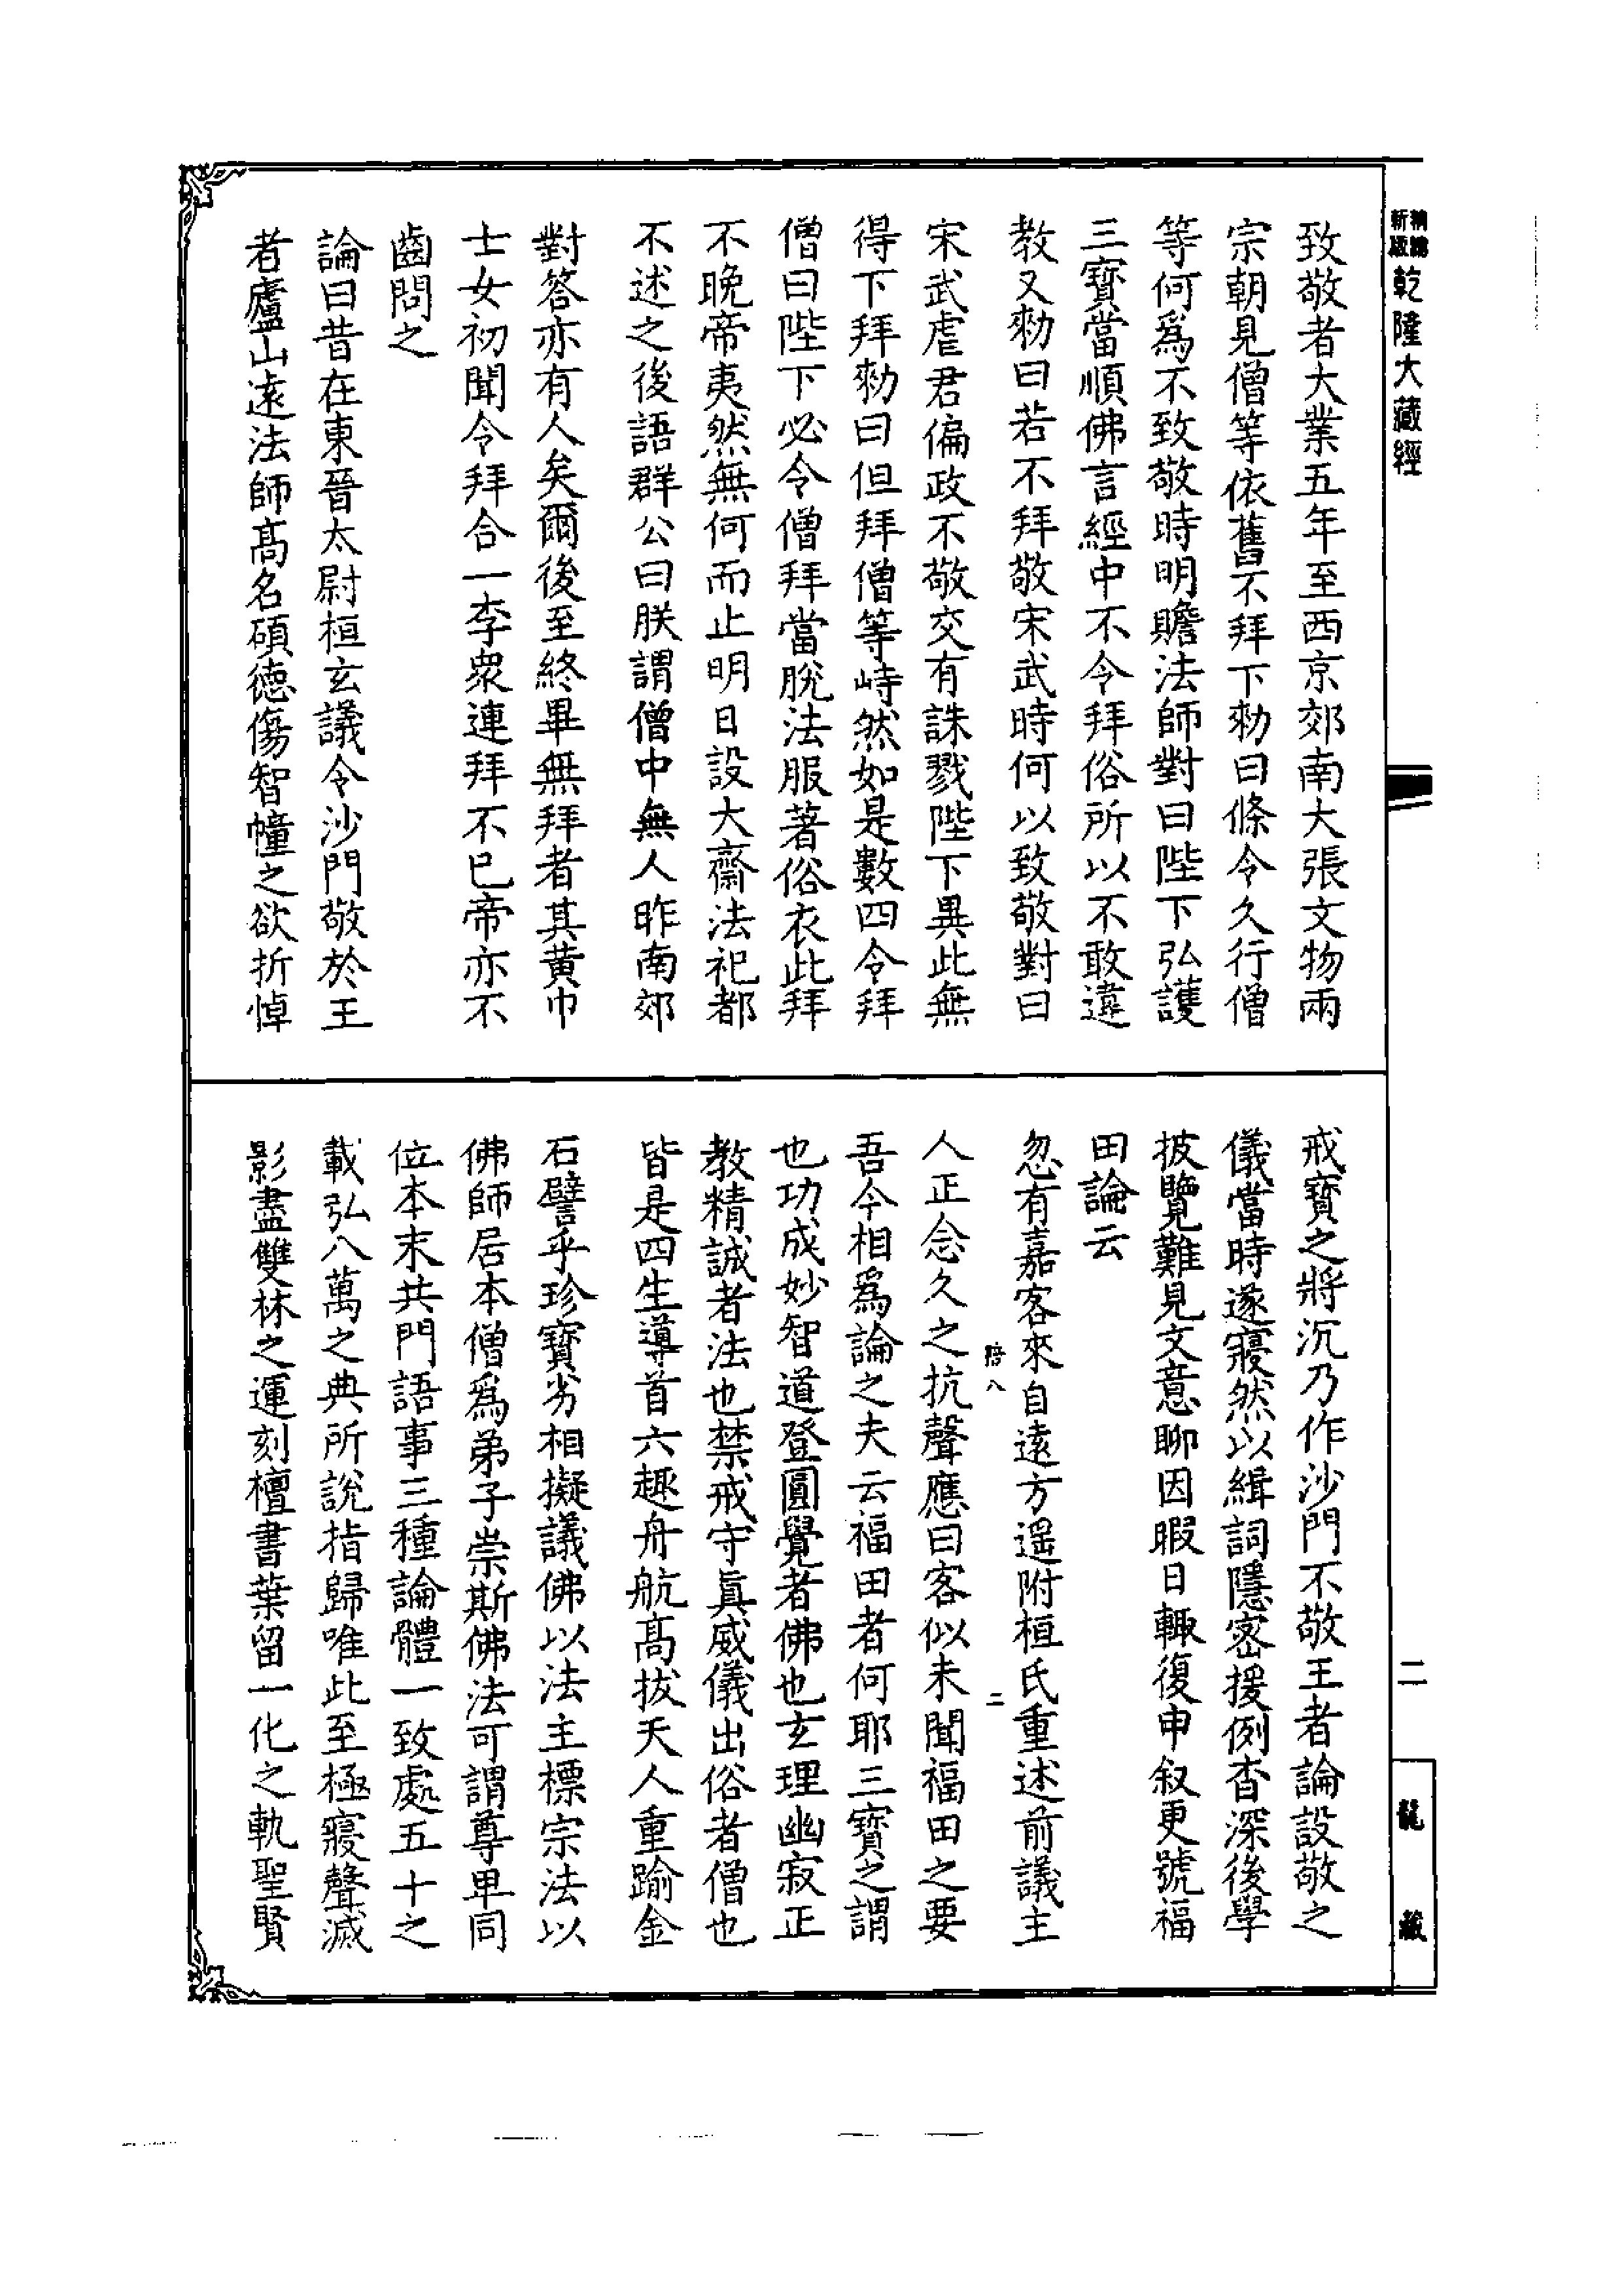 乾隆大藏經
致敬者大業五年至西京郊南大張文物兩
宗朝見僧等依舊不拜下勑曰條令久行僧
等何爲不致敬時明贍法師對曰陛下弘護
三寶當順佛言經中不令拜俗所以不敢違
教又勑曰若不拜敬宋武時何以致敬對曰
宋武虐君偏政不敬交有誅戮陛下異此無
得下拜勑曰但拜僧等峙然如是數四令拜
僧曰陛下必令僧拜當脫法服著俗衣此拜
不晚帝夷然無何而止明日設大齋法祀都
不述之後語群公曰朕謂僧中無人昨南郊
對答亦有人矣爾後至終畢無拜者其黃巾
士女初聞令拜合一李衆連拜不已帝亦不
齒問之
論曰昔在東晉太尉桓玄議令沙門敬於王
者廬山遠法師高名碩德傷智幢之欲折悼
戒寶之將沉乃作沙門不敬王者論設敬之
儀當時遂寢然以緝詞隱密援例杳深後學
披覽難見文意聊因暇日輒復申叙更號福
田論云
忽有嘉客來自遠方遥附桓氏重述前議主
人正念久之抗聲應曰客似未聞福田之要
吾今相爲論之夫云福田者何耶三寶之謂
也功成妙智道登圓覺者佛也玄理幽寂正
教精誠者法也禁戒守眞威儀出俗者僧也
皆是四生導首六趣舟航高拔天人重踰金
石譬乎珍寶劣相擬議佛以法主標宗法以
佛師居本僧爲弟子崇斯佛法可謂尊卑同
位本末共門語事三種論體一致處五十之
載弘八萬之典所說指歸唯此至極寢聲滅
影盡雙林之運刻檀書葉留一化之軌聖賢
八
二
二
龍藏